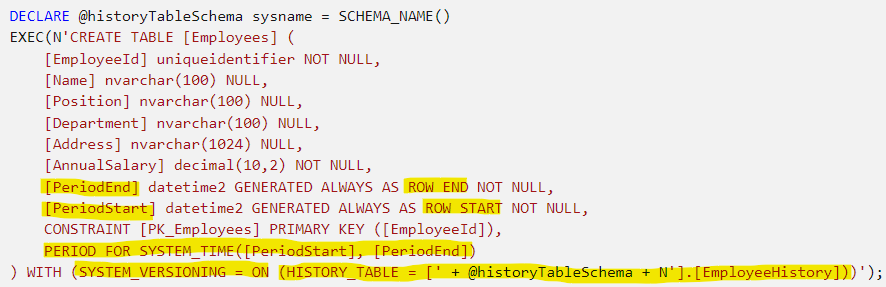 DECLARE @historyTableSchema sysname = SCHEMA_NAME()
EXEC(N'CREATE TABLE [Employees] (
[EmployeeId] uniqueidentifier NOT NULL,
[Name] nvarchar(100) NULL,
[Position] nvarchar(100) NULL,
[Department] nvarchar(100) NULL,
[Address] nvarchar(1024) NULL,
[AnnualSalary] decimal(10,2) NOT NULL,
[PeriodEnd] datetime2 GENERATED ALWAYS AS ROW END NOT NULL,
[PeriodStart] datetime2 GENERATED ALWAYS AS ROW START NOT NULL,
CONSTRAINT [PK_Employees] PRIMARY KEY ([EmployeeId]),
PERIOD FOR SYSTEM_TIME([PeriodStart], [PeriodEnd])
) WITH (SYSTEM_VERSIONING = ON (HISTORY_TABLE = [' + @historyTableSchema + N'].[EmployeeHistory]))');